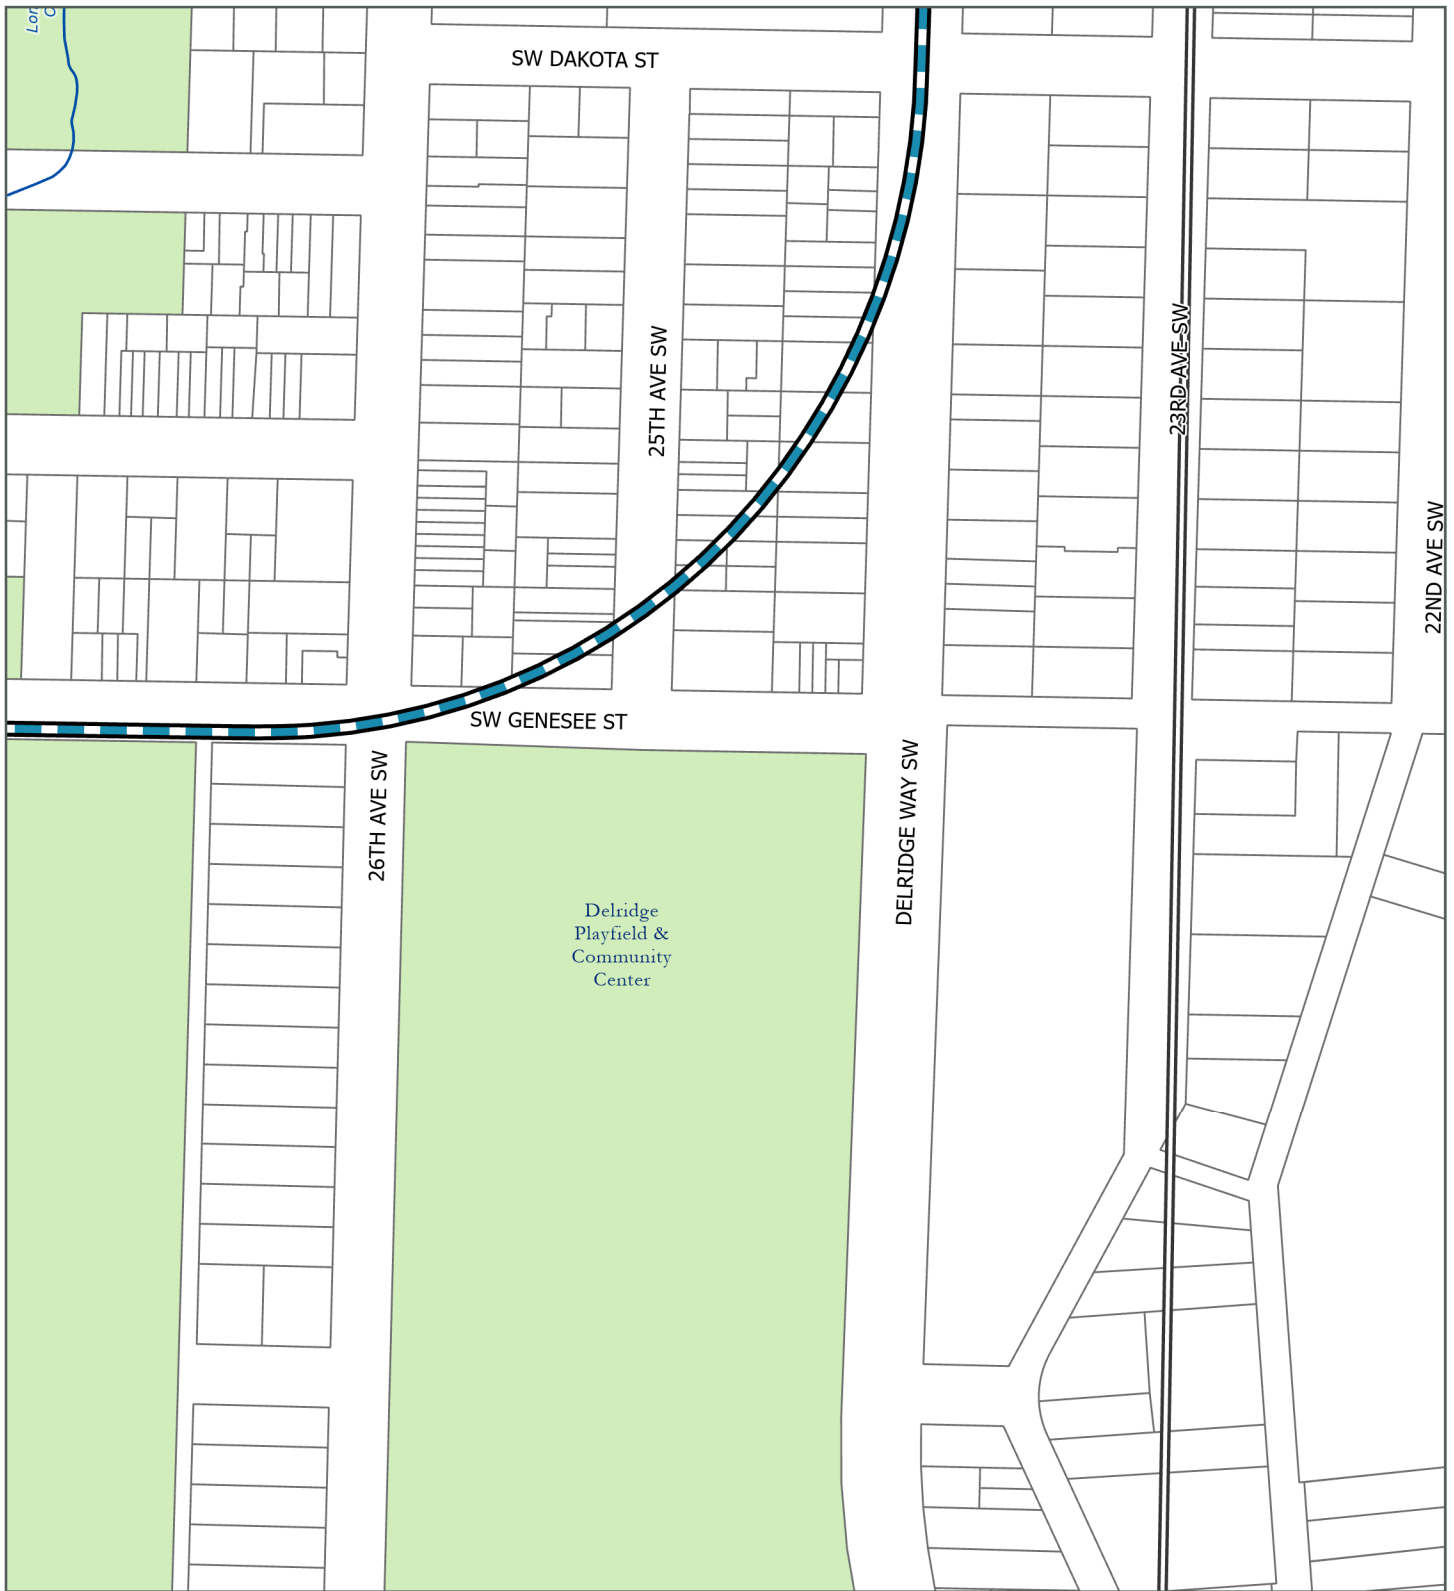 Lon
C
SW DAKOTA ST
25TH AVE SW
23RD AVE SW
22ND AVE SW
SW GENESEE ST
26TH AVE SW
DELRIDGE WAY SW
Delridge
Playfield &
Community
Center